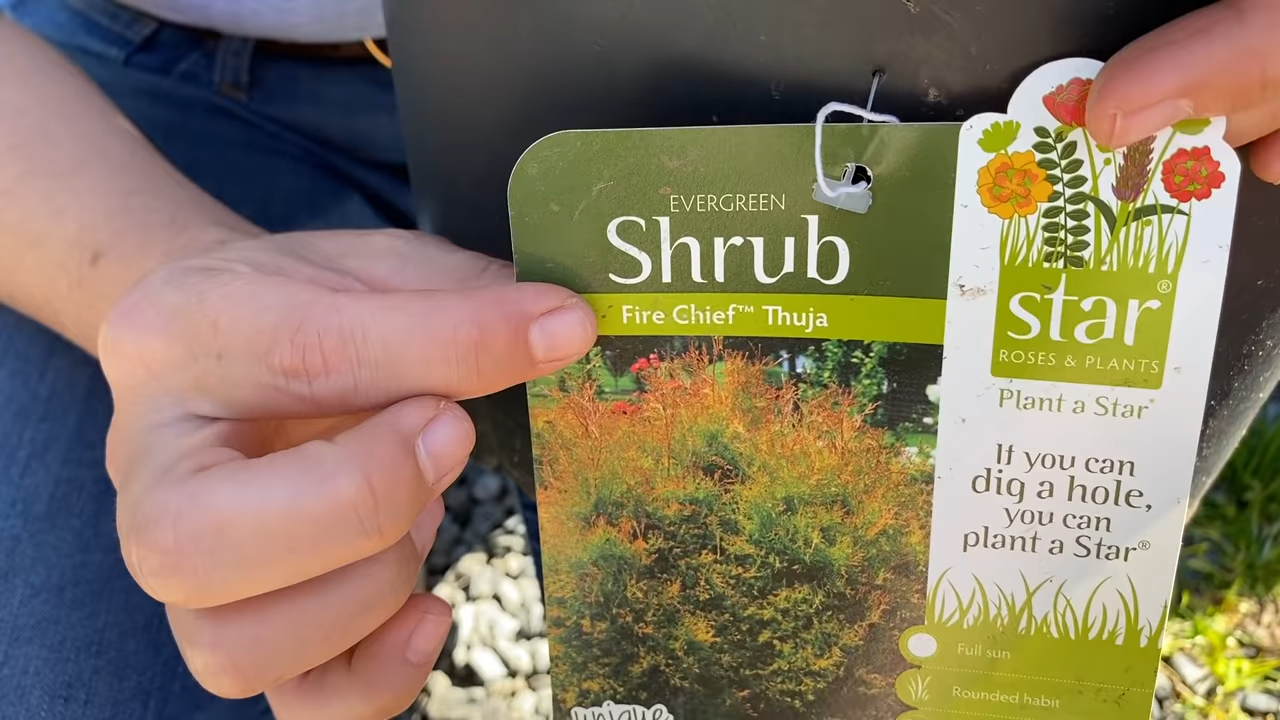 EVERGREEN
Shrub
Fire Chief™ Thuja
unique
star®
ROSES & PLANTS
Plant a Star®
If you can
dig a hole,
you can
plant a Star®
Full sun
Rounded habit